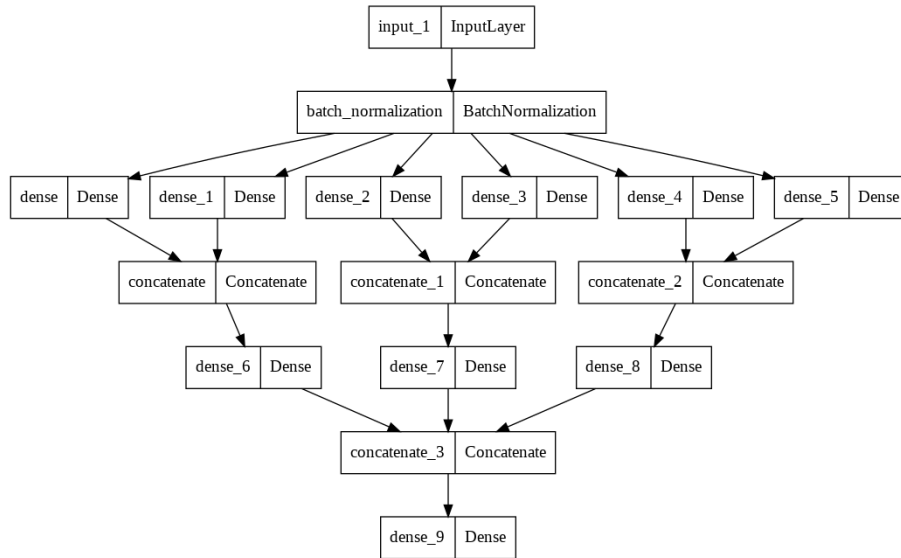 input_1 InputLayer
batch_normalization BatchNormalization
dense Dense dense_1 Dense dense_2 Dense dense_3 Dense dense_4 Dense dense_5 Dense
concatenate Concatenate concatenate_1 Concatenate concatenate_2 Concatenate
dense_6 Dense dense_7 Dense dense_8 Dense
concatenate_3 Concatenate
dense_9 Dense